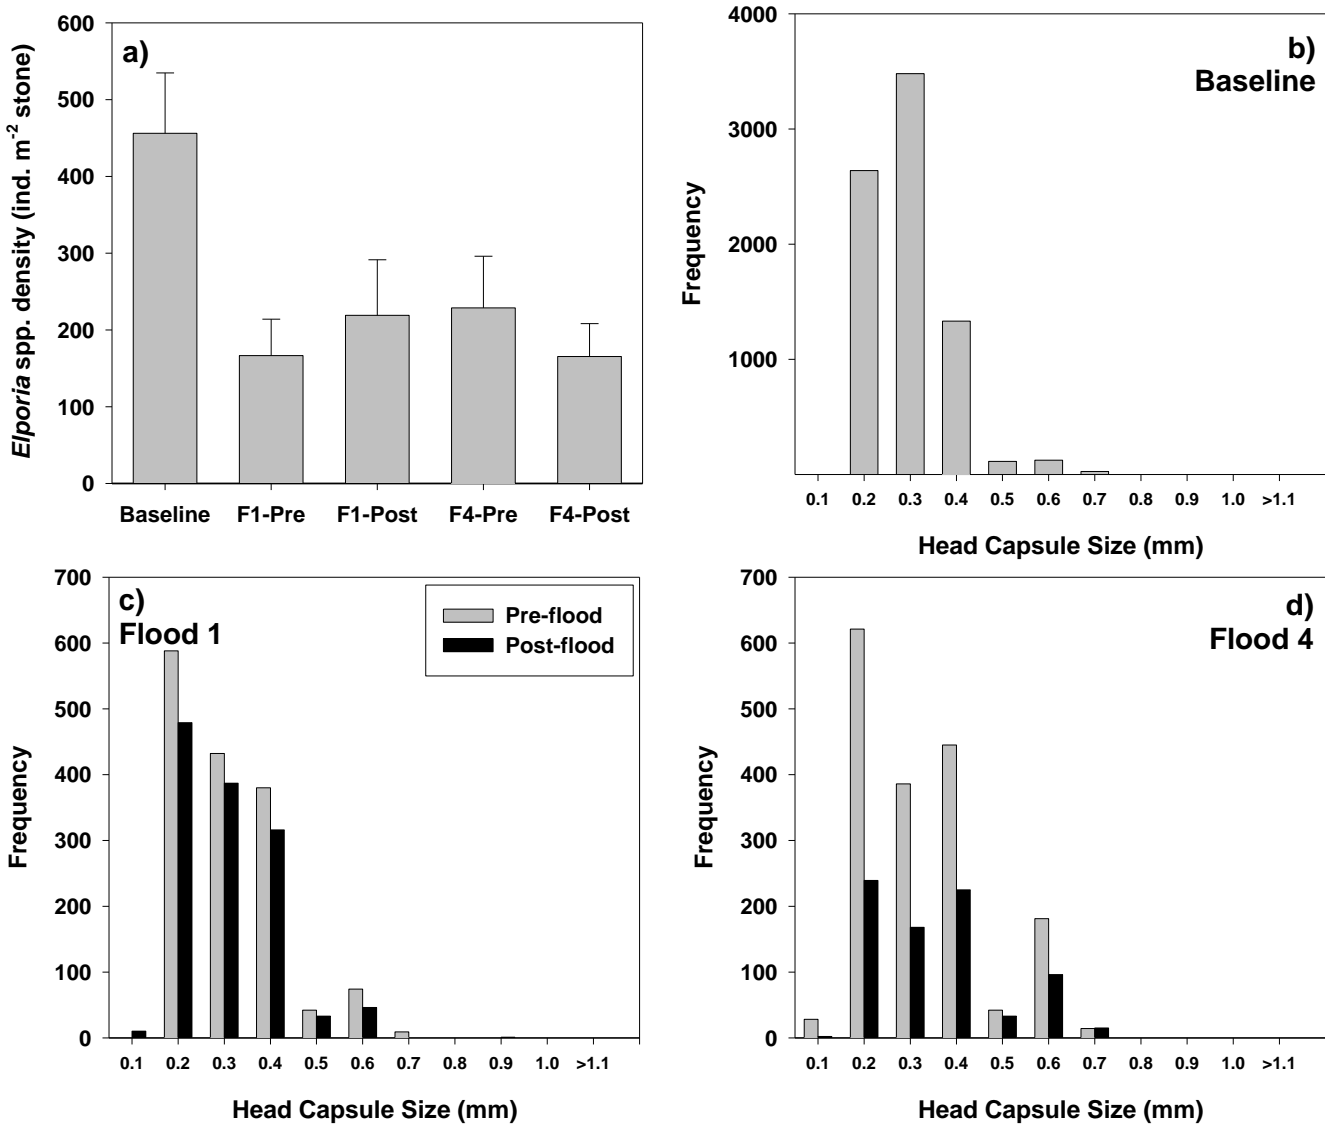 a)
Elporia spp. density (ind. m-2 stone)
600
500
400
300
200
100
0
Baseline F1-Pre F1-Post F4-Pre F4-Post
b)
Baseline
Frequency
4000
3000
2000
1000
0.1 0.2 0.3 0.4 0.5 0.6 0.7 0.8 0.9 1.0 >1.1
Head Capsule Size (mm)
c)
Flood 1
Pre-flood
Post-flood
Frequency
700
600
500
400
300
200
100
0
0.1 0.2 0.3 0.4 0.5 0.6 0.7 0.8 0.9 1.0 >1.1
Head Capsule Size (mm)
d)
Flood 4
Frequency
700
600
500
400
300
200
100
0
0.1 0.2 0.3 0.4 0.5 0.6 0.7 0.8 0.9 1.0 >1.1
Head Capsule Size (mm)